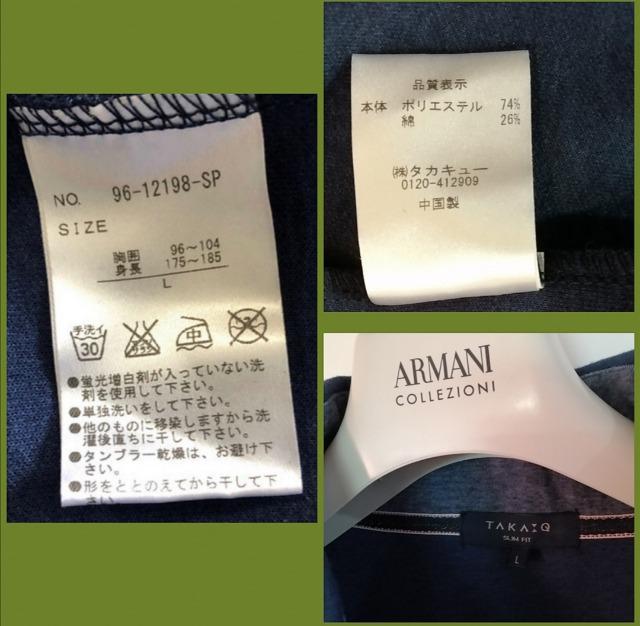 NO. 96-12198-SP
SIZE
胸囲 96～104
身長 175～185
L
手洗イ
30
中
●蛍光増白剤が入っていない洗
剤を使用して下さい。
●単独洗いをして下さい。
●他のものに移染しますから洗
濯後直ちに干して下さい。
●タンブラー乾燥は、お避け下
さい。
●形をととのえてから干して下
さい。
品質表示
本体 ポリエステル 74%
綿 26%
㈱タカキュー
0120-412909
中国製
ARMANI
COLLEZIONI
TAKA:Q
SLIM FIT
L